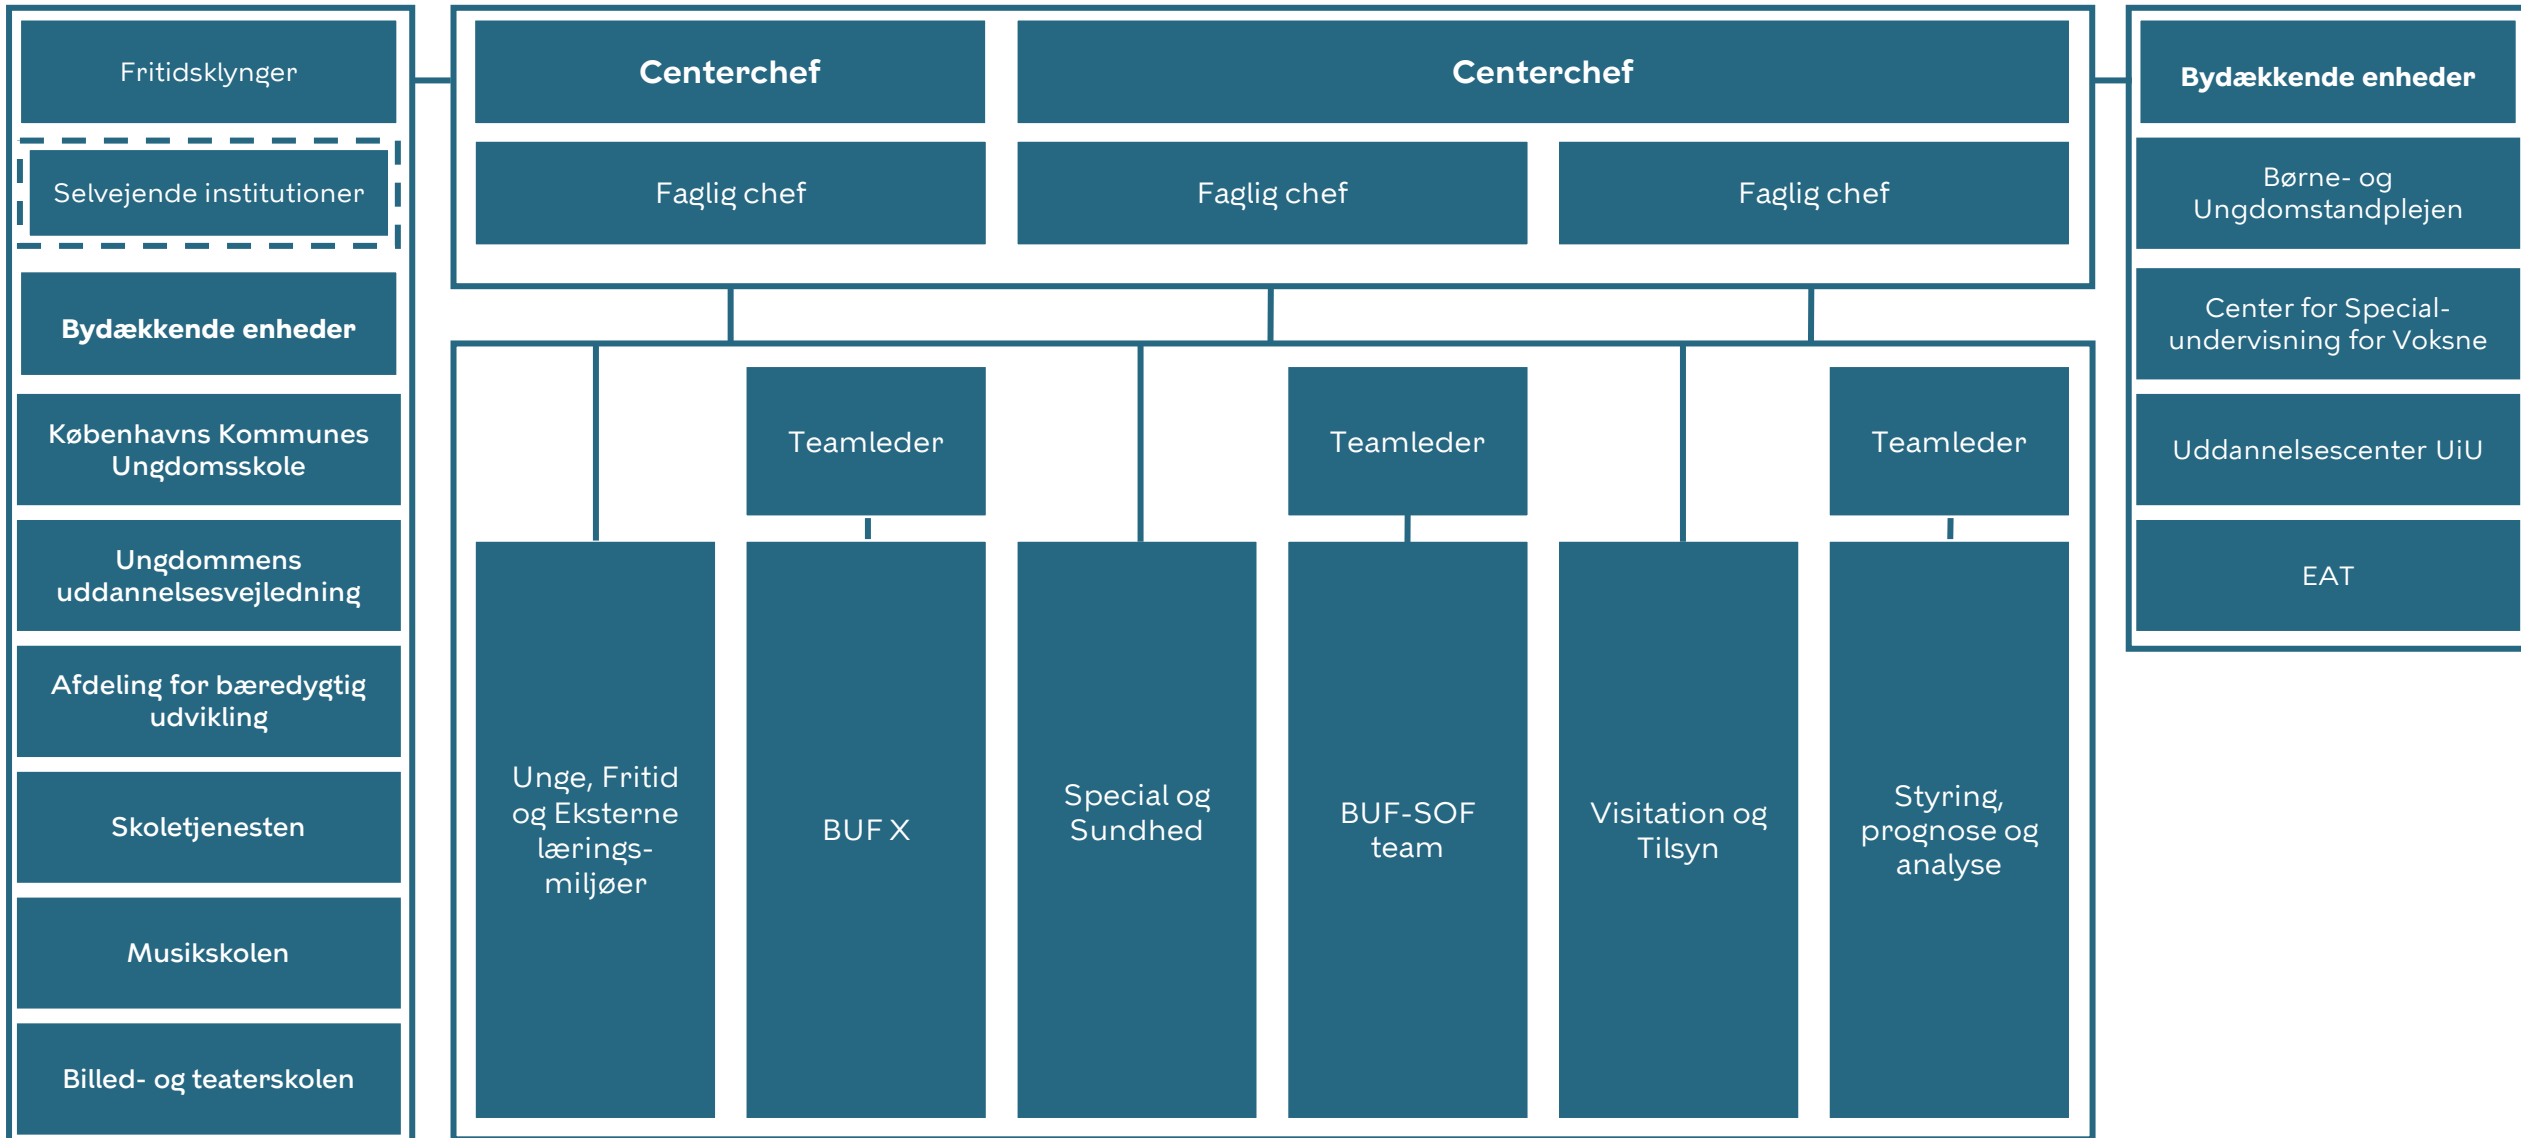 Fritidsklynger
Selvejende institutioner
Bydækkende enheder
Københavns Kommunes
Ungdomsskole
Ungdommens
uddannelsesvejledning
Afdeling for bæredygtig
udvikling
Skoletjenesten
Musikskolen
Billed- og teaterskolen
Centerchef
Centerchef
Faglig chef
Faglig chef
Faglig chef
Teamleder
Teamleder
Teamleder
Unge, Fritid
og Eksterne
lærings-
miljøer
BUF X
Special og
Sundhed
BUF-SOF
team
Visitation og
Tilsyn
Styring,
prognose og
analyse
Bydækkende enheder
Børne- og
Ungdomstandplejen
Center for Special-
undervisning for Voksne
Uddannelsescenter UiU
EAT